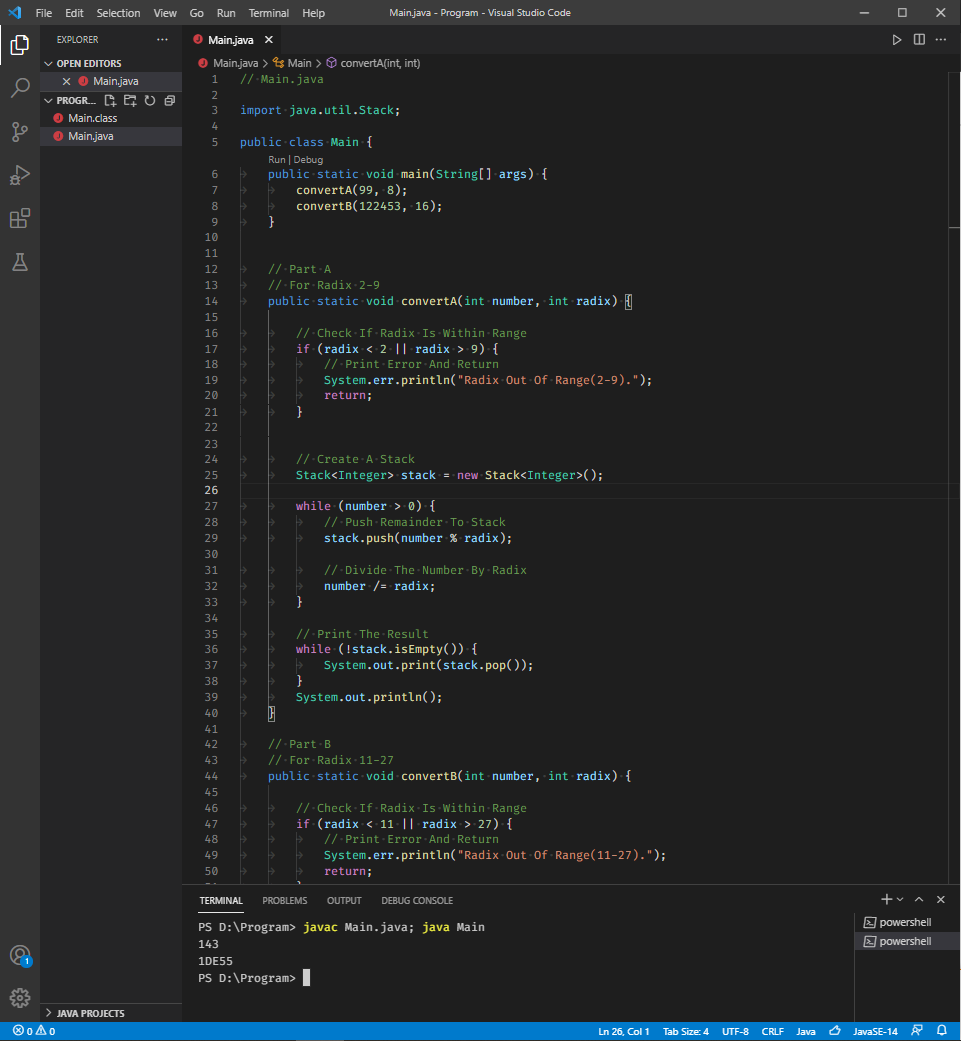 File Edit Selection View Go Run Terminal Help Main.java - Program - Visual Studio Code
EXPLORER
OPEN EDITORS
Main.java
PROGR...
Main.class
Main.java
Main.java
Main.java > Main > convertA(int, int)
1 // Main.java
2
3 import java.util.Stack;
4
5 public class Main {
Run | Debug
6 public static void main(String[] args) {
7 convertA(99, 8);
8 convertB(122453, 16);
9 }
10
11
12 // Part A
13 // For Radix 2-9
14 public static void convertA(int number, int radix) {
15
16 // Check If Radix Is Within Range
17 if (radix < 2 || radix > 9) {
18 // Print Error And Return
19 System.err.println("Radix Out Of Range(2-9).");
20 return;
21 }
22
23
24 // Create A Stack
25 Stack<Integer> stack = new Stack<Integer>();
26
27 while (number > 0) {
28 // Push Remainder To Stack
29 stack.push(number % radix);
30
31 // Divide The Number By Radix
32 number /= radix;
33 }
34
35 // Print The Result
36 while (!stack.isEmpty()) {
37 System.out.print(stack.pop());
38 }
39 System.out.println();
40 }
41
42 // Part B
43 // For Radix 11-27
44 public static void convertB(int number, int radix) {
45
46 // Check If Radix Is Within Range
47 if (radix < 11 || radix > 27) {
48 // Print Error And Return
49 System.err.println("Radix Out Of Range(11-27).");
50 return;
TERMINAL PROBLEMS OUTPUT DEBUG CONSOLE
PS D:\Program> javac Main.java; java Main
143
1DE55
PS D:\Program>
powershell
powershell
1
JAVA PROJECTS
0 0 Ln 26, Col 1 Tab Size: 4 UTF-8 CRLF Java JavaSE-14